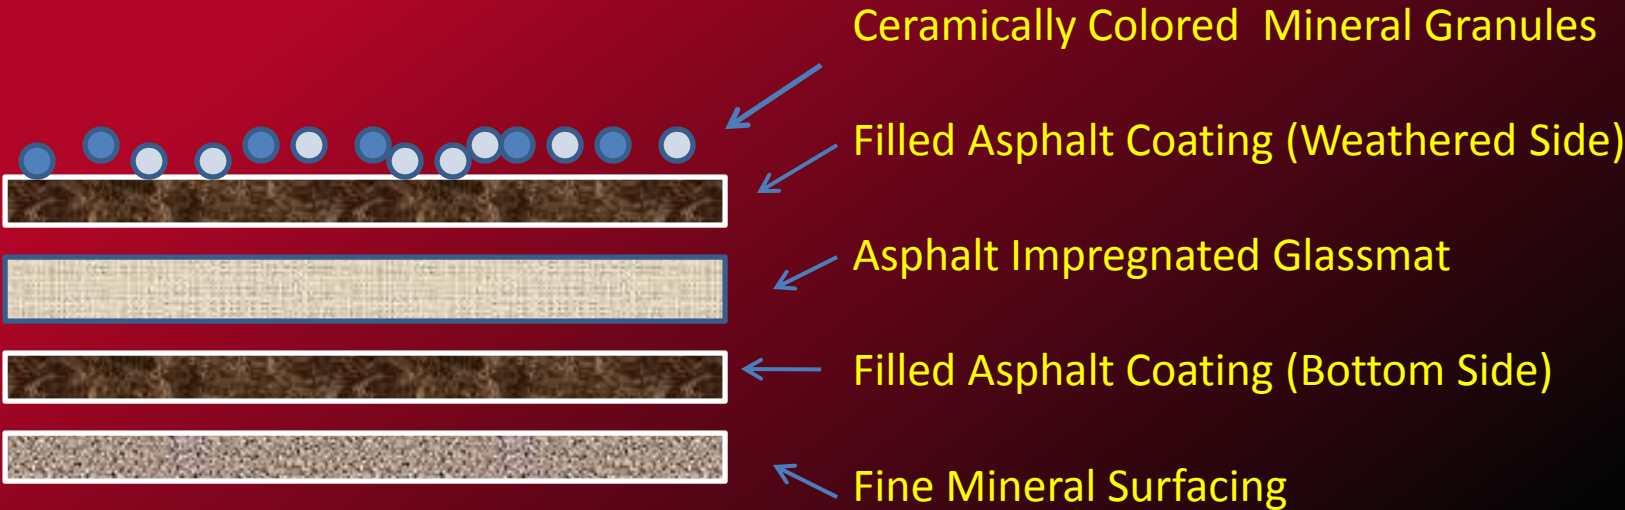 Ceramically Colored  Mineral Granules
Filled Asphalt Coating (Weathered Side)
Asphalt Impregnated Glassmat
Filled Asphalt Coating (Bottom Side)
Fine Mineral Surfacing